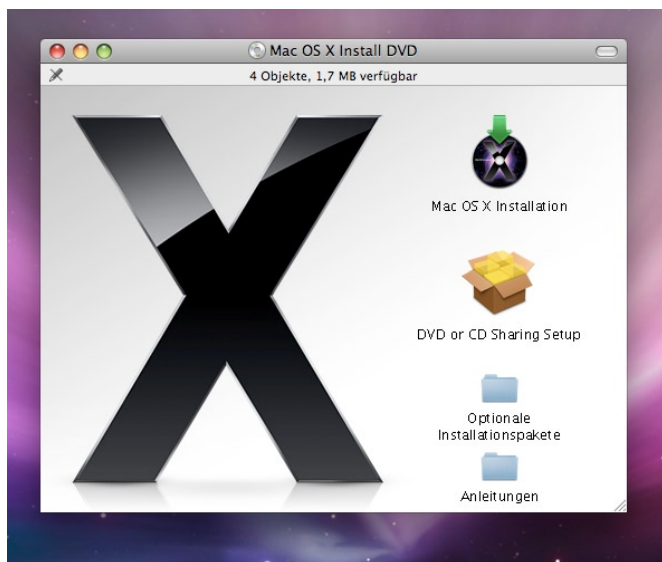 Mac OS X Install DVD
4 Objekte, 1,7 MB verfügbar
Mac OS X Installation
DVD or CD Sharing Setup
Optionale
Installationspakete
Anleitungen